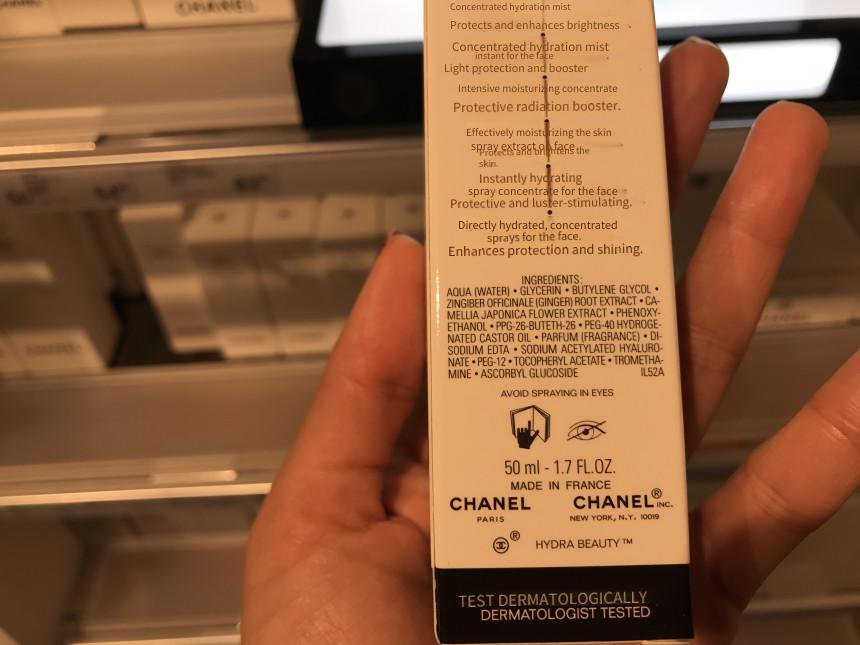 CHANEL
Concentrated hydration mist
Protects and enhances brightness
Concentrated hydration mist
instant for the face
Light protection and booster
Intensive moisturizing concentrate
Protective radiation booster.
Effectively moisturizing the skin
spray extract on face
Protects and brightens the
skin.
Instantly hydrating
spray concentrate for the face
Protective and luster-stimulating.
Directly hydrated, concentrated
sprays for the face.
Enhances protection and shining.
INGREDIENTS:
AQUA (WATER) • GLYCERIN • BUTYLENE GLYCOL •
ZINGIBER OFFICINALE (GINGER) ROOT EXTRACT • CA-
MELLIA JAPONICA FLOWER EXTRACT • PHENOXY-
ETHANOL • PPG-26-BUTETH-26 • PEG-40 HYDROGE-
NATED CASTOR OIL • PARFUM (FRAGRANCE) • DI-
SODIUM EDTA • SODIUM ACETYLATED HYALURO-
NATE • PEG-12 • TOCOPHERYL ACETATE • TROMETHA-
MINE • ASCORBYL GLUCOSIDE IL52A
AVOID SPRAYING IN EYES
50 ml - 1.7 FL.OZ.
MADE IN FRANCE
CHANEL CHANEL® INC.
PARIS NEW YORK, N.Y. 10019
® HYDRA BEAUTY™
TEST DERMATOLOGICALLY
DERMATOLOGIST TESTED